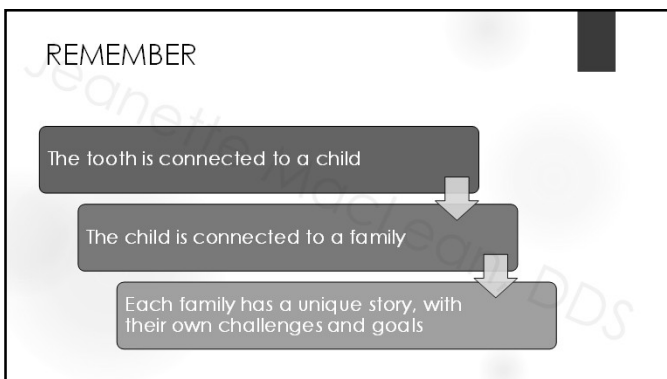 REMEMBER
The tooth is connected to a child
The child is connected to a family
Each family has a unique story, with
their own challenges and goals
Jeanette MacLean, DDS